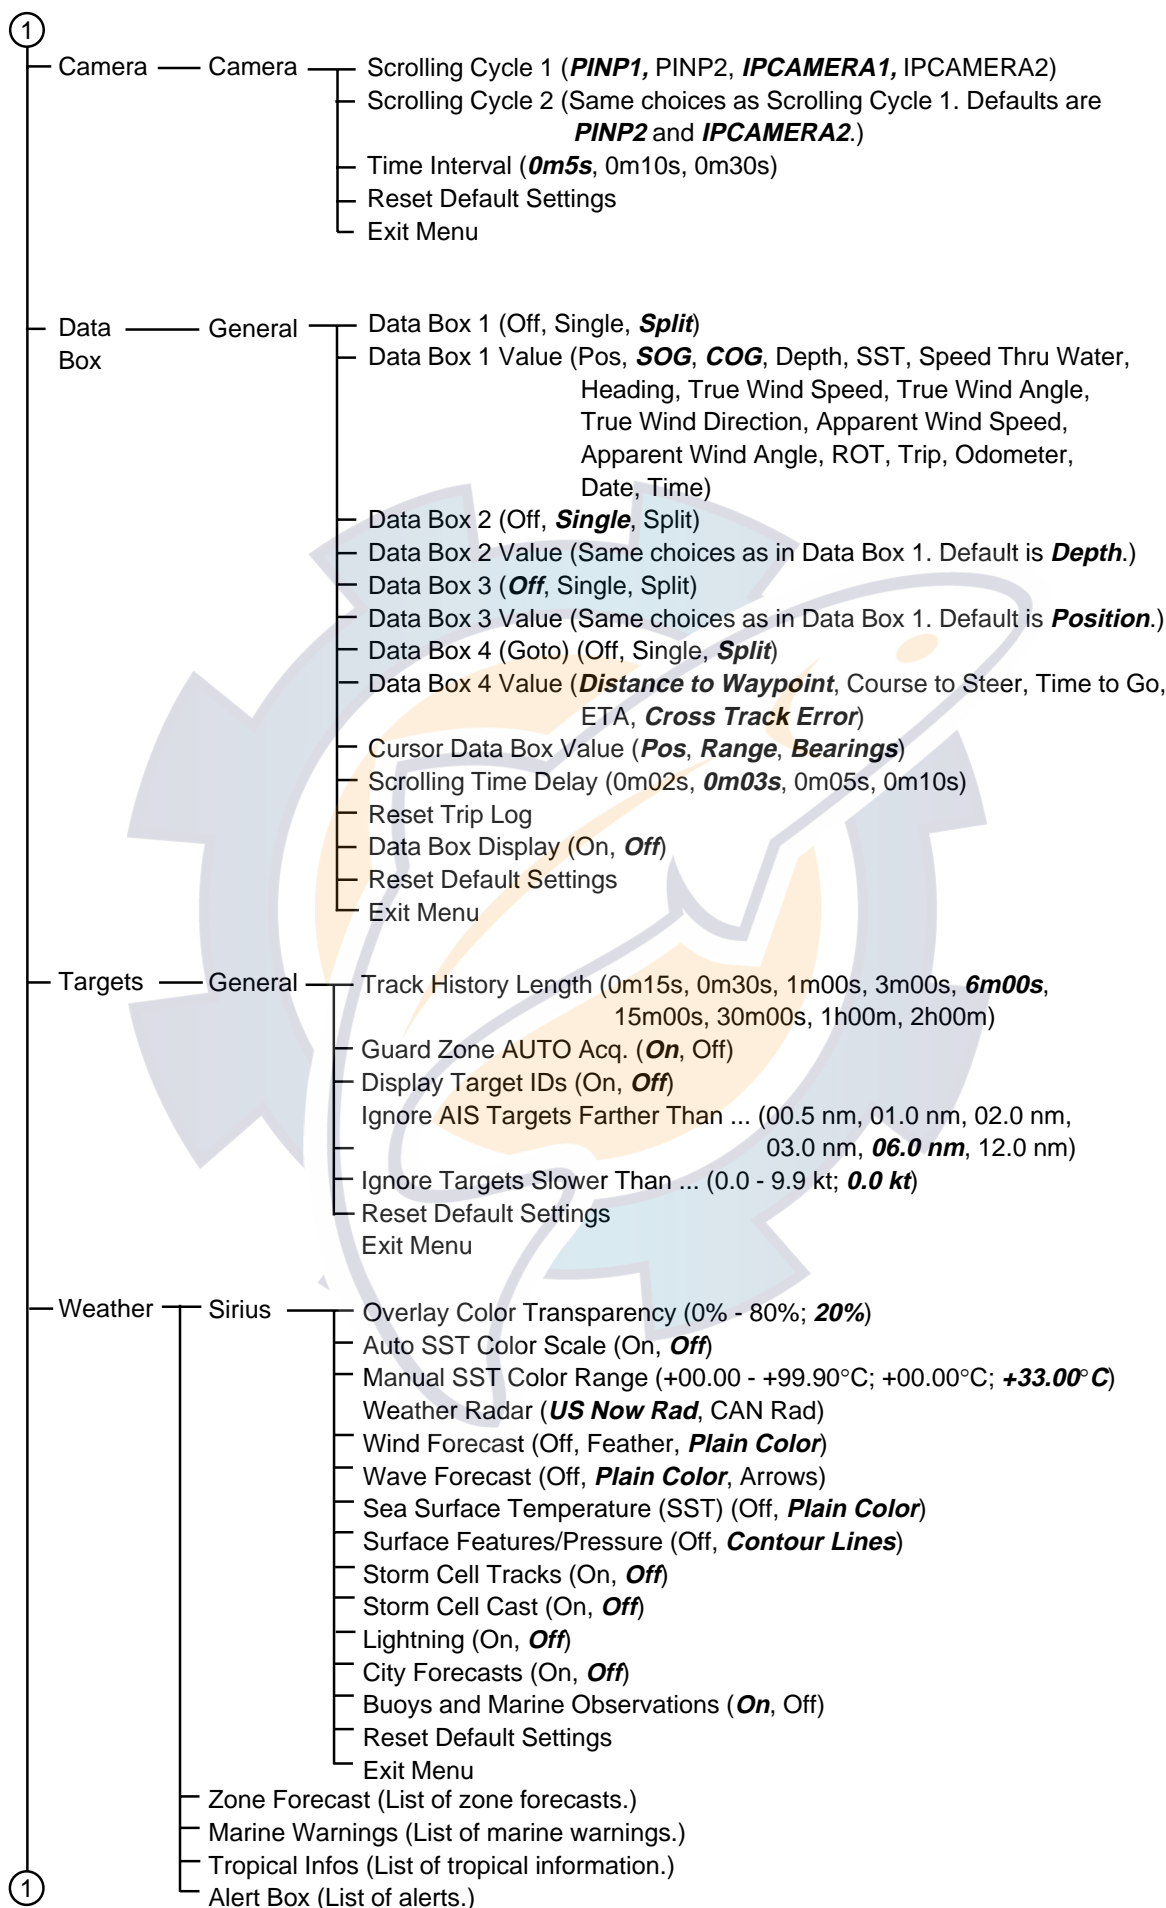 1
Camera Camera Scrolling Cycle 1 (PINP1, PINP2, IPCAMERA1, IPCAMERA2)
Scrolling Cycle 2 (Same choices as Scrolling Cycle 1. Defaults are
PINP2 and IPCAMERA2.)
Time Interval (0m5s, 0m10s, 0m30s)
Reset Default Settings
Exit Menu
Data General Data Box 1 (Off, Single, Split)
Box Data Box 1 Value (Pos, SOG, COG, Depth, SST, Speed Thru Water,
Heading, True Wind Speed, True Wind Angle,
True Wind Direction, Apparent Wind Speed,
Apparent Wind Angle, ROT, Trip, Odometer,
Date, Time)
Data Box 2 (Off, Single, Split)
Data Box 2 Value (Same choices as in Data Box 1. Default is Depth.)
Data Box 3 (Off, Single, Split)
Data Box 3 Value (Same choices as in Data Box 1. Default is Position.)
Data Box 4 (Goto) (Off, Single, Split)
Data Box 4 Value (Distance to Waypoint, Course to Steer, Time to Go,
ETA, Cross Track Error)
Cursor Data Box Value (Pos, Range, Bearings)
Scrolling Time Delay (0m02s, 0m03s, 0m05s, 0m10s)
Reset Trip Log
Data Box Display (On, Off)
Reset Default Settings
Exit Menu
Targets General Track History Length (0m15s, 0m30s, 1m00s, 3m00s, 6m00s,
15m00s, 30m00s, 1h00m, 2h00m)
Guard Zone AUTO Acq. (On, Off)
Display Target IDs (On, Off)
Ignore AIS Targets Farther Than ... (00.5 nm, 01.0 nm, 02.0 nm,
03.0 nm, 06.0 nm, 12.0 nm)
Ignore Targets Slower Than ... (0.0 - 9.9 kt; 0.0 kt)
Reset Default Settings
Exit Menu
Weather Sirius Overlay Color Transparency (0% - 80%; 20%)
Auto SST Color Scale (On, Off)
Manual SST Color Range (+00.00 - +99.90°C; +00.00°C; +33.00°C)
Weather Radar (US Now Rad, CAN Rad)
Wind Forecast (Off, Feather, Plain Color)
Wave Forecast (Off, Plain Color, Arrows)
Sea Surface Temperature (SST) (Off, Plain Color)
Surface Features/Pressure (Off, Contour Lines)
Storm Cell Tracks (On, Off)
Storm Cell Cast (On, Off)
Lightning (On, Off)
City Forecasts (On, Off)
Buoys and Marine Observations (On, Off)
Reset Default Settings
Exit Menu
Zone Forecast (List of zone forecasts.)
Marine Warnings (List of marine warnings.)
Tropical Infos (List of tropical information.)
1
Alert Box (List of alerts.)